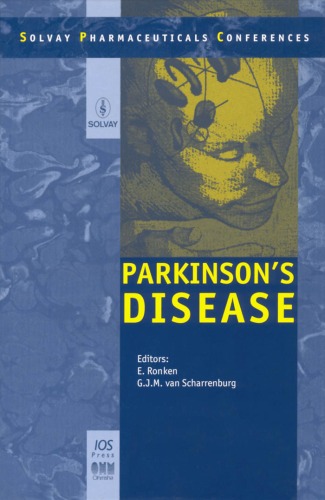 SOLVAY PHARMACEUTICALS CONFERENCES
SOLVAY
PARKINSON'S
DISEASE
Editors:
E. Ronken
G.J.M. van Scharrenburg
IOS
Press
Ohmsha